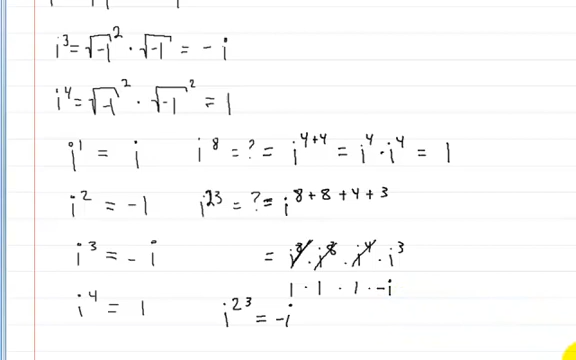 i³ = √-1² · √-1 = - i
i⁴ = √-1² · √-1² = 1
i¹ = i i⁸ = ? = i⁴⁺⁴ = i⁴ · i⁴ = 1
i² = -1 i²³ = ? = i⁸⁺⁸⁺⁴⁺³
i³ = - i = i⁸ · i⁸ · i⁴ · i³
1 · 1 · 1 · -i
i⁴ = 1 i²³ = -i